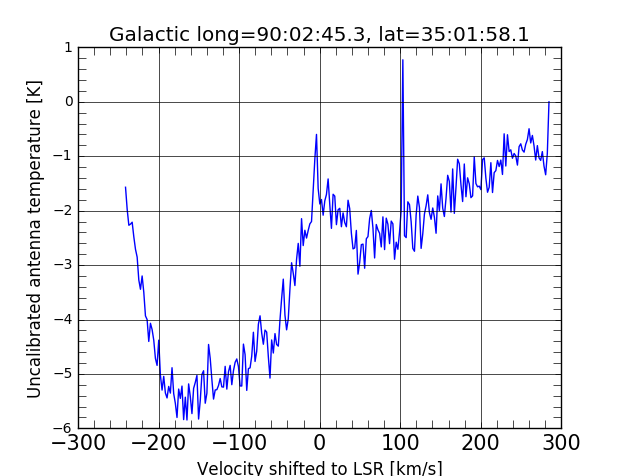 Galactic long=90:02:45.3, lat=35:01:58.1
Uncalibrated antenna temperature [K]
1
0
−1
−2
−3
−4
−5
−6
−300 −200 −100 0 100 200 300
Velocity shifted to LSR [km/s]